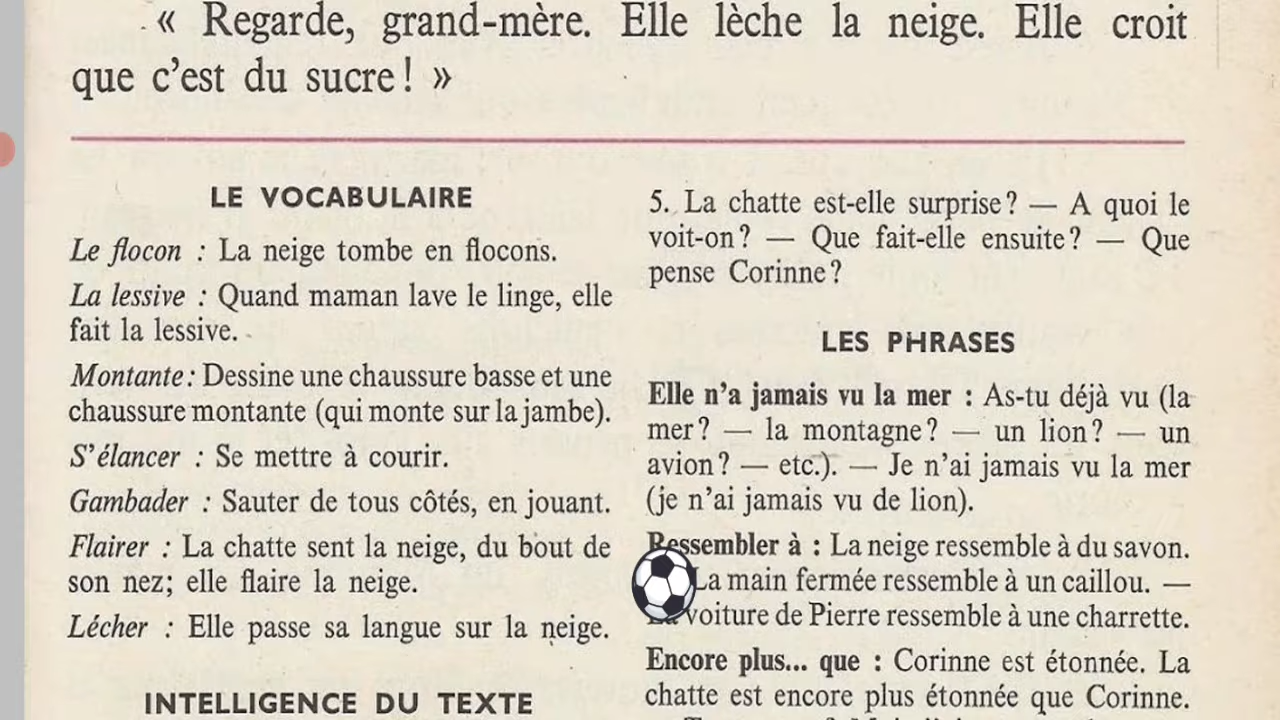 « Regarde, grand-mère. Elle lèche la neige. Elle croit
que c'est du sucre ! »
LE VOCABULAIRE
Le flocon : La neige tombe en flocons.
La lessive : Quand maman lave le linge, elle
fait la lessive.
Montante : Dessine une chaussure basse et une
chaussure montante (qui monte sur la jambe).
S'élancer : Se mettre à courir.
Gambader : Sauter de tous côtés, en jouant.
Flairer : La chatte sent la neige, du bout de
son nez; elle flaire la neige.
Lécher : Elle passe sa langue sur la neige.
INTELLIGENCE DU TEXTE
5. La chatte est-elle surprise ? — A quoi le
voit-on ? — Que fait-elle ensuite ? — Que
pense Corinne ?
LES PHRASES
Elle n'a jamais vu la mer : As-tu déjà vu (la
mer ? — la montagne ? — un lion ? — un
avion ? — etc.). — Je n'ai jamais vu la mer
(je n'ai jamais vu de lion).
Ressembler à : La neige ressemble à du savon.
La main fermée ressemble à un caillou. —
La voiture de Pierre ressemble à une charrette.
Encore plus... que : Corinne est étonnée. La
chatte est encore plus étonnée que Corinne.